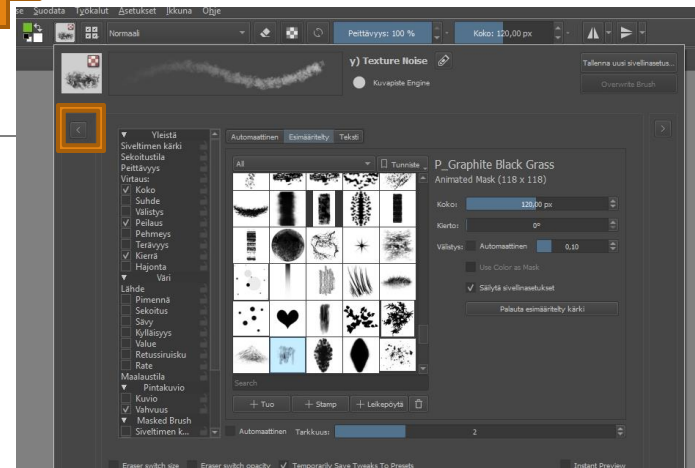 se Suodata Työkalut Asetukset Ikkuna Ohje
Normaali
Peittävyys: 100 %
Koko: 120,00 px
y) Texture Noise
Kuvapiste Engine
Tallenna uusi sivellinasetus...
Overwrite Brush
Yleistä
Siveltimen kärki
Sekoitustila
Peittävyys
Virtaus:
Koko
Suhde
Välistys
Peilaus
Pehmeys
Terävyys
Kierrä
Hajonta
Väri
Lähde
Pimennä
Sekoitus
Sävy
Kylläisyys
Value
Retussiruisku
Rate
Maalaustila
Pintakuvio
Kuvio
Vahvuus
Masked Brush
Siveltimen k...
Automaattinen Esimääritelty Teksti
All
Tunniste
Search
+ Tuo
+ Stamp
+ Leikepöytä
P_Graphite Black Grass
Animated Mask (118 x 118)
Koko: 120,00 px
Kierto: 0°
Välistys: Automaattinen 0,10
Use Color as Mask
Säilytä sivellinasetukset
Palauta esimääritelty kärki
Automaattinen Tarkkuus: 2
Eraser switch size Eraser switch opacity Temporarily Save Tweaks To Presets Instant Preview